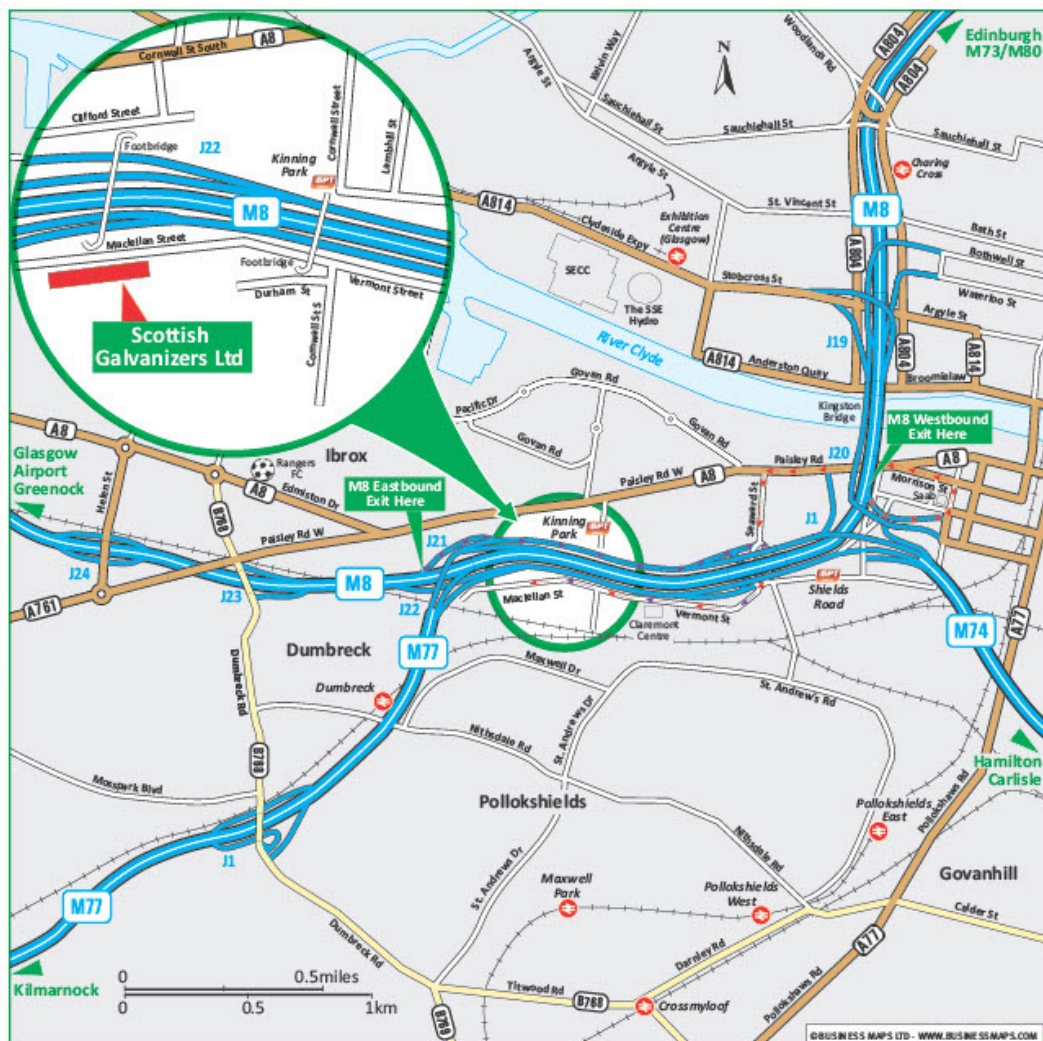 Cornwall St South
A8
Clifford Street
Footbridge
J22
Kinning
Park
SPT
Cornwall Street
Lambhill St
M8
Maclellan Street
Footbridge
Durham St
Vermont Street
Cornwall St S
Scottish
Galvanizers Ltd
N
Argyle St
Kelvin Way
Woodlands Rd
A804
A804
Edinburgh
M73/M80
Sauchiehall St
Sauchiehall St
Sauchiehall St
Argyle St
Charing
Cross
A814
Clydeside Expy
Exhibition
Centre
(Glasgow)
St. Vincent St
M8
Bath St
Bothwell St
Waterloo St
A804
SECC
The SSE
Hydro
Stobcross St
Argyle St
J19
A804
A814
River Clyde
A814
Anderston Quay
Broomielaw
Kingston
Bridge
M8 Westbound
Exit Here
Pacific Dr
Govan Rd
Govan Rd
Govan Rd
J20
Paisley Rd
A8
A8
Glasgow
Airport
Greenock
Ibrox
Rangers
FC
Helen St
B768
A8
Edmiston Dr
M8 Eastbound
Exit Here
Paisley Rd W
A8
Seaward St
Morrison St
Saab
J1
Paisley Rd W
J21
Kinning
Park
SPT
J24
A761
J23
M8
J22
Maclellan St
Vermont St
Claremont
Centre
SPT
Shields
Road
A77
M74
M77
Dumbreck
Dumbreck
Dumbreck Rd
Maxwell Dr
St. Andrews Dr
St. Andrew's Rd
B768
Nithsdale Rd
Mosspark Blvd
Hamilton
Carlisle
Pollokshields
Pollokshields
East
Pollokshaws Rd
J1
Nithsdale Rd
M77
St. Andrews Dr
Maxwell
Park
Pollokshields
West
Govanhill
Calder St
Dumbreck Rd
Darnley Rd
A77
Kilmarnock
0
0.5miles
0
0.5
1km
Titwood Rd
B768
B769
Crossmyloof
Pollokshaws Rd
©BUSINESS MAPS LTD - WWW.BUSINESSMAPS.COM